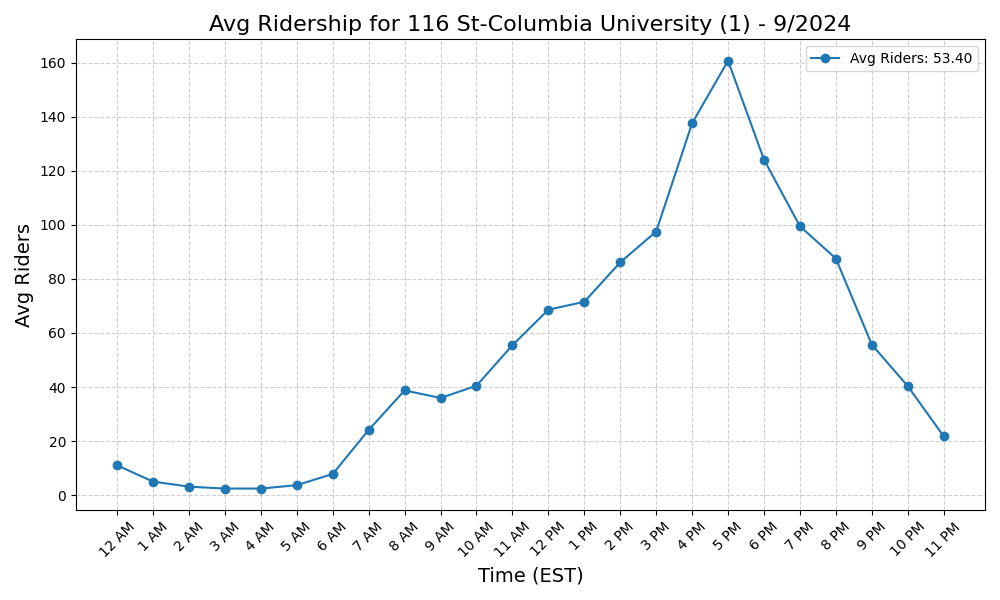 Avg Ridership for 116 St-Columbia University (1) - 9/2024
Avg Riders: 53.40
Avg Riders
160
140
120
100
80
60
40
20
0
12 AM
1 AM
2 AM
3 AM
4 AM
5 AM
6 AM
7 AM
8 AM
9 AM
10 AM
11 AM
12 PM
1 PM
2 PM
3 PM
4 PM
5 PM
6 PM
7 PM
8 PM
9 PM
10 PM
11 PM
Time (EST)